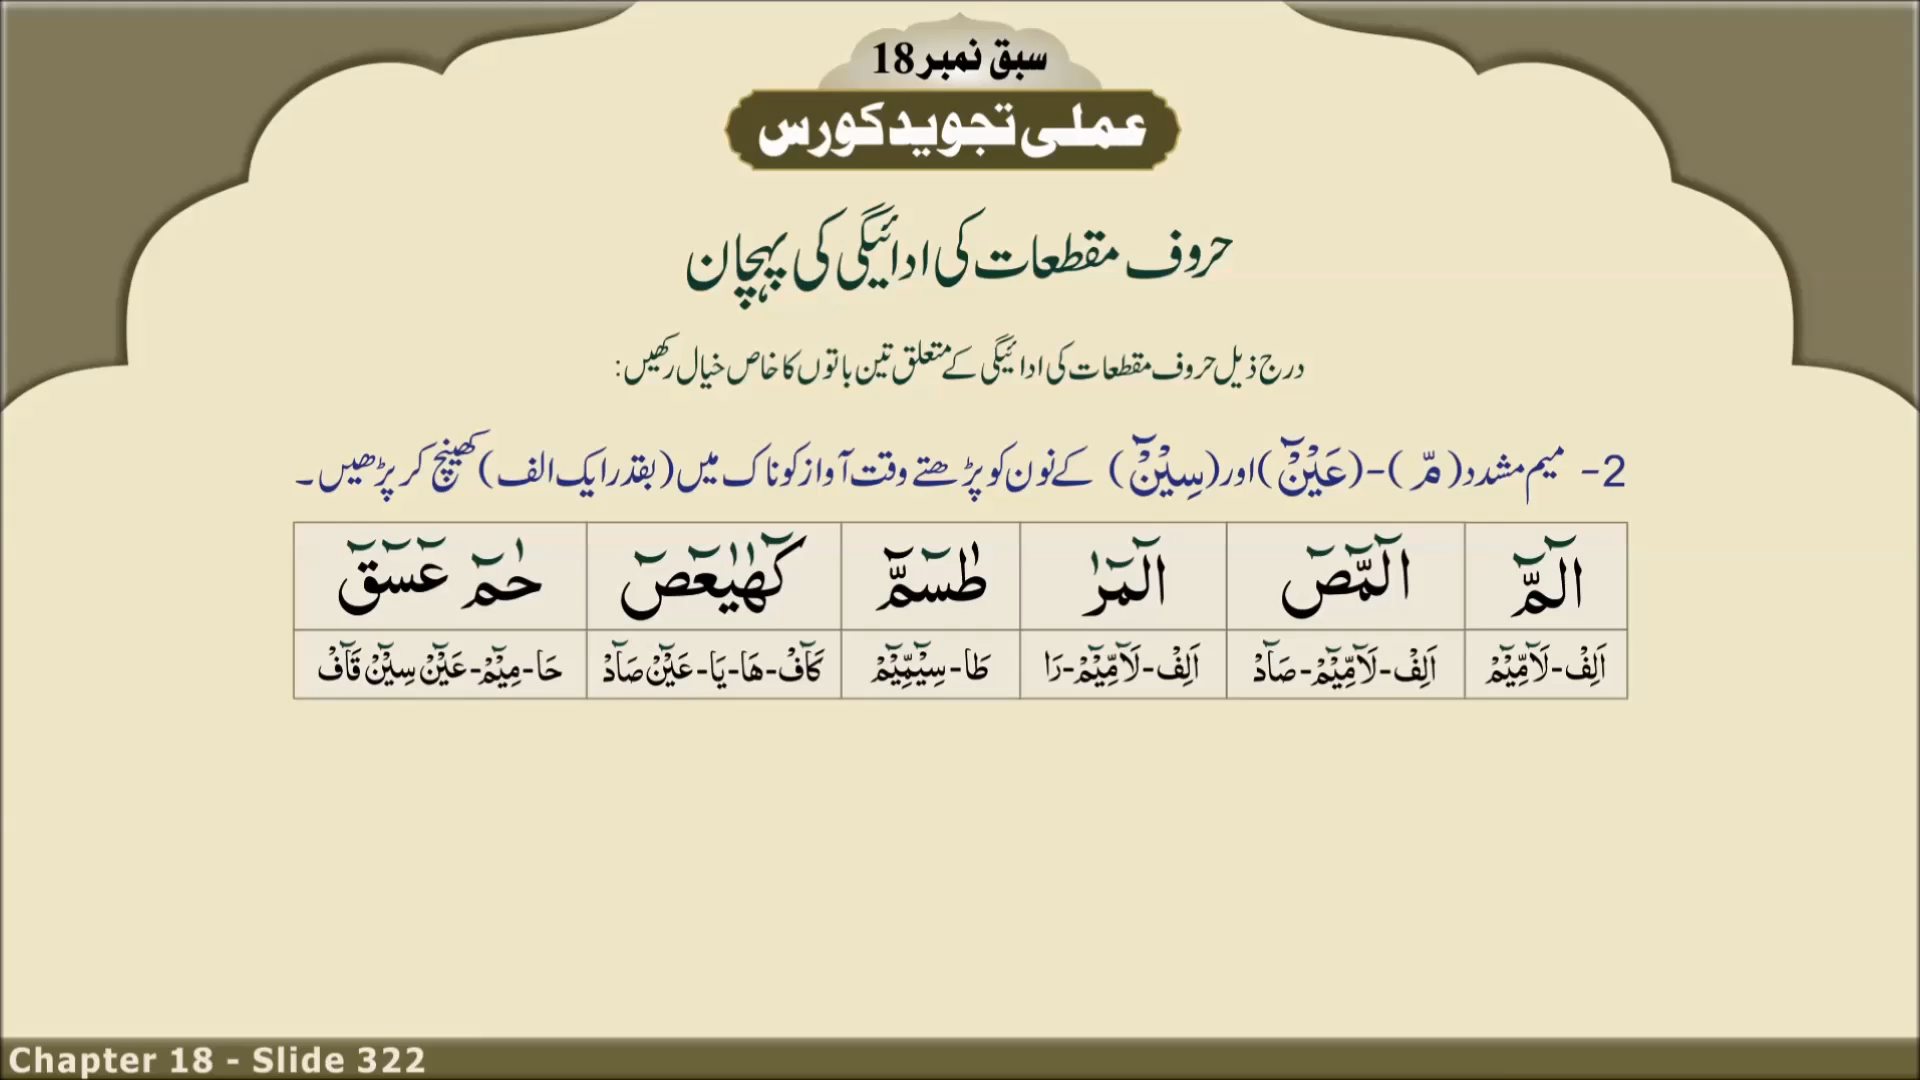 سبق نمبر 18
عملی تجوید کورس
حروف مقطعات کی ادائیگی کی پہچان
درج ذیل حروف مقطعات کی ادائیگی کے متعلق تین باتوں کا خاص خیال رکھیں:
2- میم مشدد (مّ)-(عَيْنْٓ) اور (سِيْنْٓ) کے نون کو پڑھتے وقت آواز کو ناک میں (بقدر ایک الف) کھینچ کر پڑھیں۔
الٓمّٓ الٓمّٓصٓ الٓمٓرٰ طٰسٓمّٓ كٓهٰيٰعٓصٓ حٰمٓ عٓسٓقٓ
اَلِفْ-لَآمِّيْٓمْ اَلِفْ-لَآمِّيْٓمْ-صَآدْ اَلِفْ-لَآمِّيْٓمْ-رَا طَا-سِيْٓمِّيْٓمْ كَآفْ-هَا-يَا-عَيْٓنْ صَآدْ حَا-مِيْٓمْ-عَيْٓنْ سِيْٓنْ قَآفْ
Chapter 18 - Slide 322